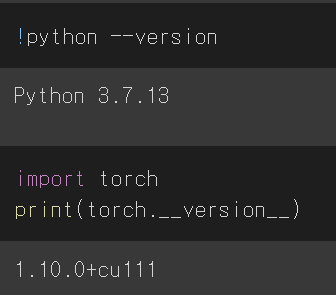 !python --version
Python 3.7.13
import torch
print(torch.__version__)
1.10.0+cu111